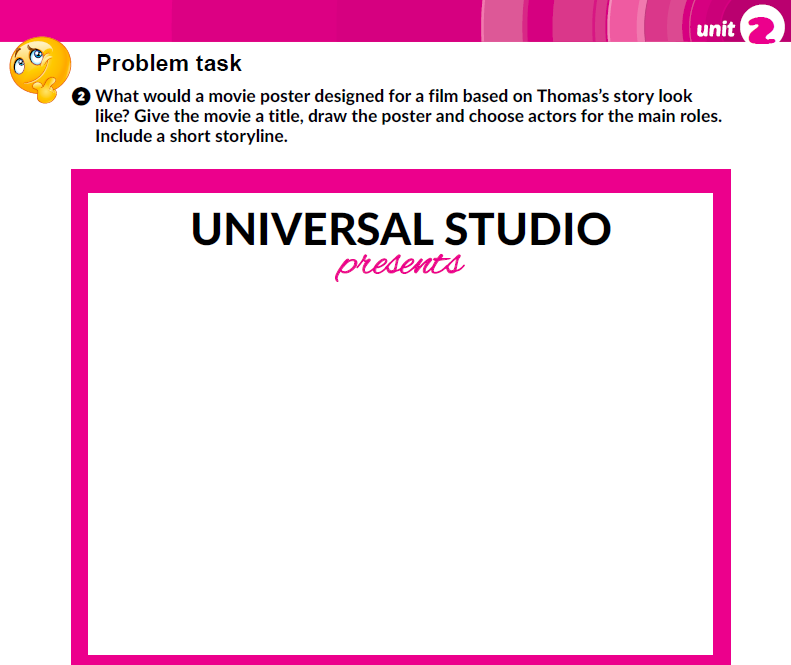 unit 2
Problem task
2 What would a movie poster designed for a film based on Thomas’s story look
like? Give the movie a title, draw the poster and choose actors for the main roles.
Include a short storyline.
UNIVERSAL STUDIO
presents